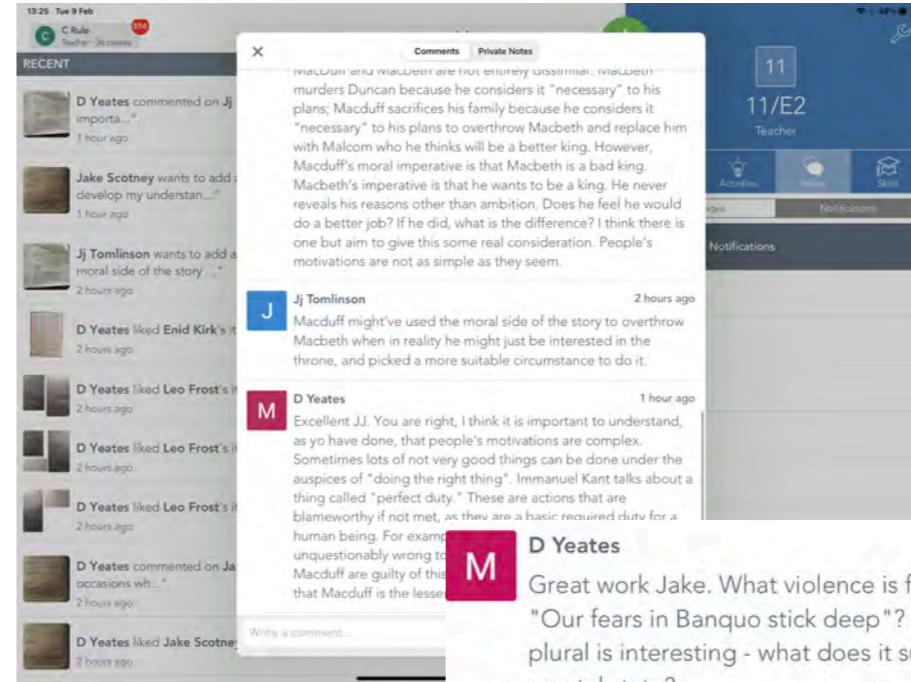 13:25 Tue 9 Feb
C Rule
Teacher
RECENT
D Yeates commented on Jj
importa..."
1 hour ago
Jake Scotney wants to add a
develop my understan..."
1 hour ago
Jj Tomlinson wants to add a
moral side of the story ..."
2 hours ago
D Yeates liked Enid Kirk's it
2 hours ago
D Yeates liked Leo Frost's it
2 hours ago
D Yeates liked Leo Frost's it
2 hours ago
D Yeates liked Leo Frost's it
2 hours ago
D Yeates commented on Ja
occasions wh..."
2 hours ago
D Yeates liked Jake Scotney
2 hours ago
Comments Private Notes
MacDuff and Macbeth are not entirely dissimilar. Macbeth
murders Duncan because he considers it "necessary" to his
plans; Macduff sacrifices his family because he considers it
"necessary" to his plans to overthrow Macbeth and replace him
with Malcom who he thinks will be a better king. However,
Macduff's moral imperative is that Macbeth is a bad king.
Macbeth's imperative is that he wants to be a king. He never
reveals his reasons other than ambition. Does he feel he would
do a better job? If he did, what is the difference? I think there is
one but aim to give this some real consideration. People's
motivations are not as simple as they seem.
J
Jj Tomlinson 2 hours ago
Macduff might've used the moral side of the story to overthrow
Macbeth when in reality he might just be interested in the
throne, and picked a more suitable circumstance to do it.
M
D Yeates 1 hour ago
Excellent JJ. You are right, I think it is important to understand,
as yo have done, that people's motivations are complex.
Sometimes lots of not very good things can be done under the
auspices of "doing the right thing". Immanuel Kant talks about a
thing called "perfect duty." These are actions that are
blameworthy if not met, as they are a basic required duty for a
human being. For examp
unquestionably wrong to
Macduff are guilty of this
that Macduff is the lesse
Write a comment...
11
11/E2
Teacher
Activities
Skills
Notifications
Notifications
M
D Yeates
Great work Jake. What violence is f
"Our fears in Banquo stick deep"?
plural is interesting - what does it su